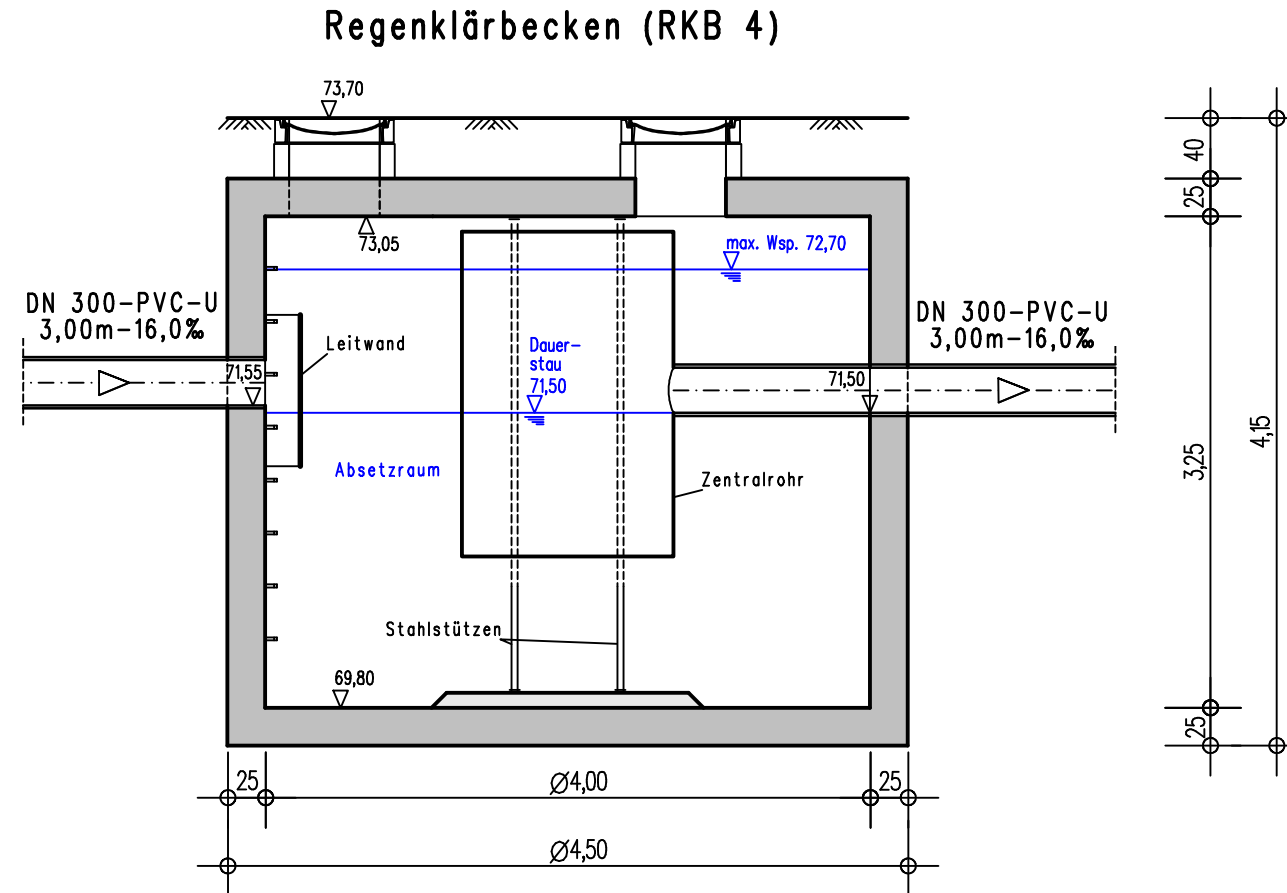 Regenklärbecken (RKB 4)
73,70
40
25
73,05
max. Wsp. 72,70
DN 300-PVC-U
3,00m-16,0‰
DN 300-PVC-U
3,00m-16,0‰
Leitwand
Dauer-
stau
71,50
71,55
71,50
Absetzraum
Zentralrohr
3,25
4,15
Stahlstützen
69,80
25
25
Ø4,00
25
Ø4,50